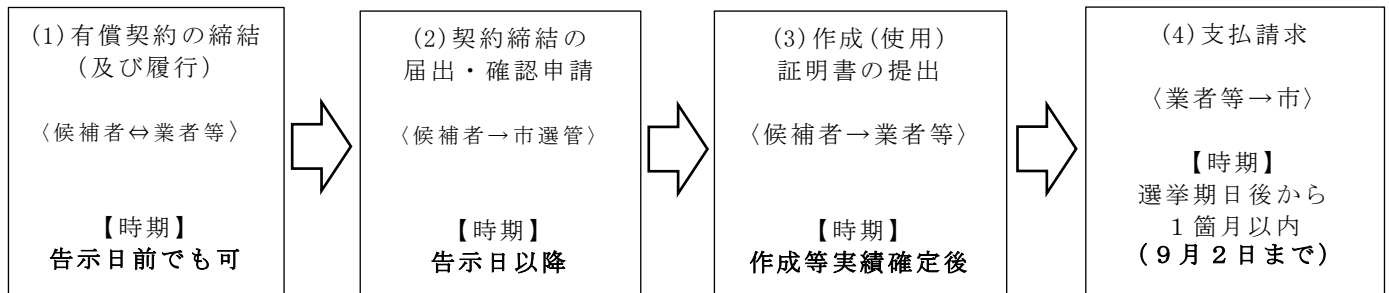 (1)有償契約の締結
(及び履行)
〈候補者⇔業者等〉
【時期】
告示日前でも可
(2)契約締結の
届出・確認申請
〈候補者→市選管〉
【時期】
告示日以降
(3)作成(使用)
証明書の提出
〈候補者→業者等〉
【時期】
作成等実績確定後
(4)支払請求
〈業者等→市〉
【時期】
選挙期日後から
1箇月以内
(9月2日まで)